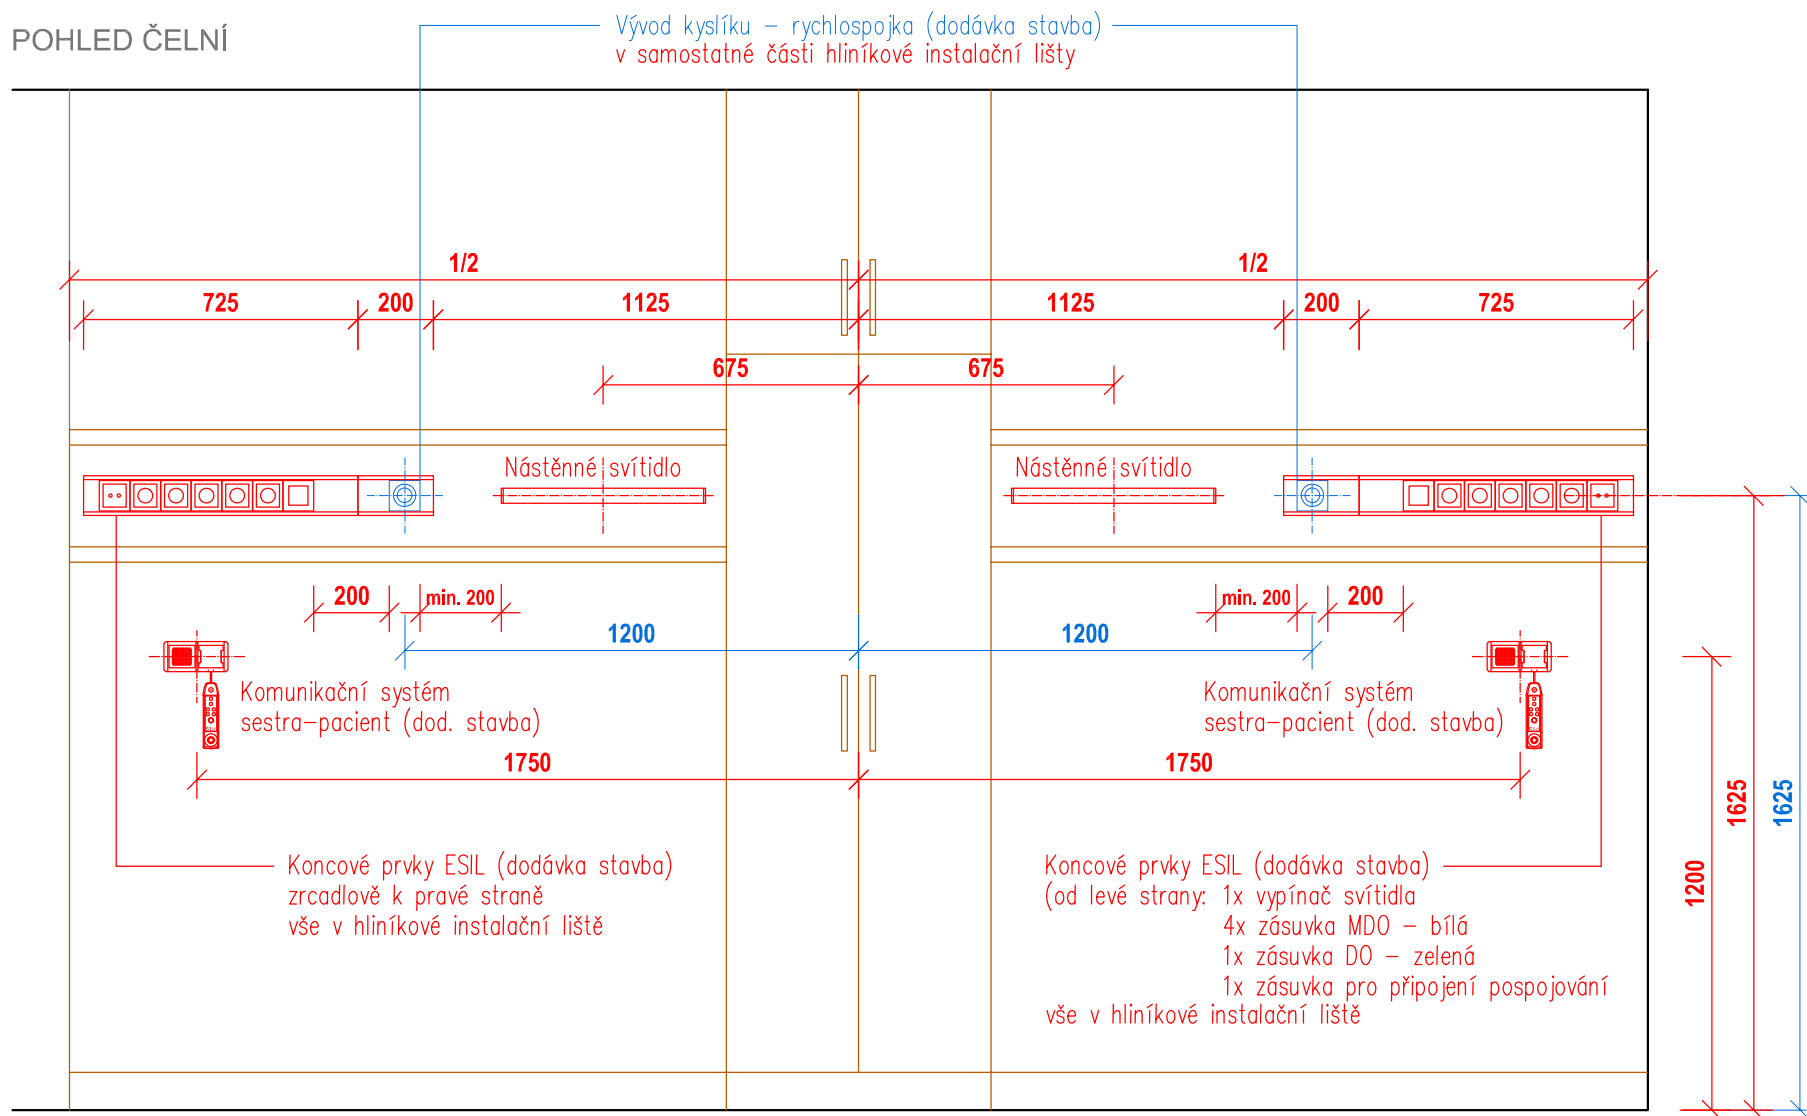 POHLED ČELNÍ
Vývod kyslíku – rychlospojka (dodávka stavba)
v samostatné části hliníkové instalační lišty
1/2
1/2
725
200
1125
1125
200
725
675
675
Nástěnné svítidlo
Nástěnné svítidlo
200
min. 200
min. 200
200
1200
1200
Komunikační systém
sestra–pacient (dod. stavba)
Komunikační systém
sestra–pacient (dod. stavba)
1750
1750
1625
1625
1200
Koncové prvky ESIL (dodávka stavba)
zrcadlově k pravé straně
vše v hliníkové instalační liště
Koncové prvky ESIL (dodávka stavba)
(od levé strany: 1x vypínač svítidla
4x zásuvka MDO – bílá
1x zásuvka DO – zelená
1x zásuvka pro připojení pospojování
vše v hliníkové instalační liště